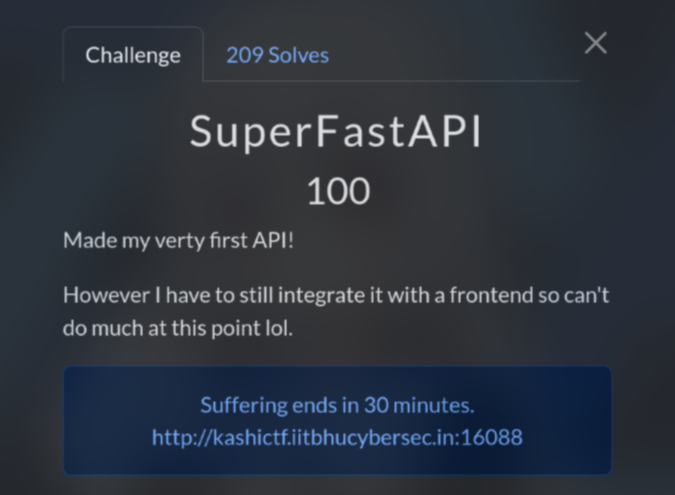 Challenge
209 Solves
SuperFastAPI
100
Made my verty first API!
However I have to still integrate it with a frontend so can't
do much at this point lol.
Suffering ends in 30 minutes.
http://kashictf.iitbhucybersec.in:16088